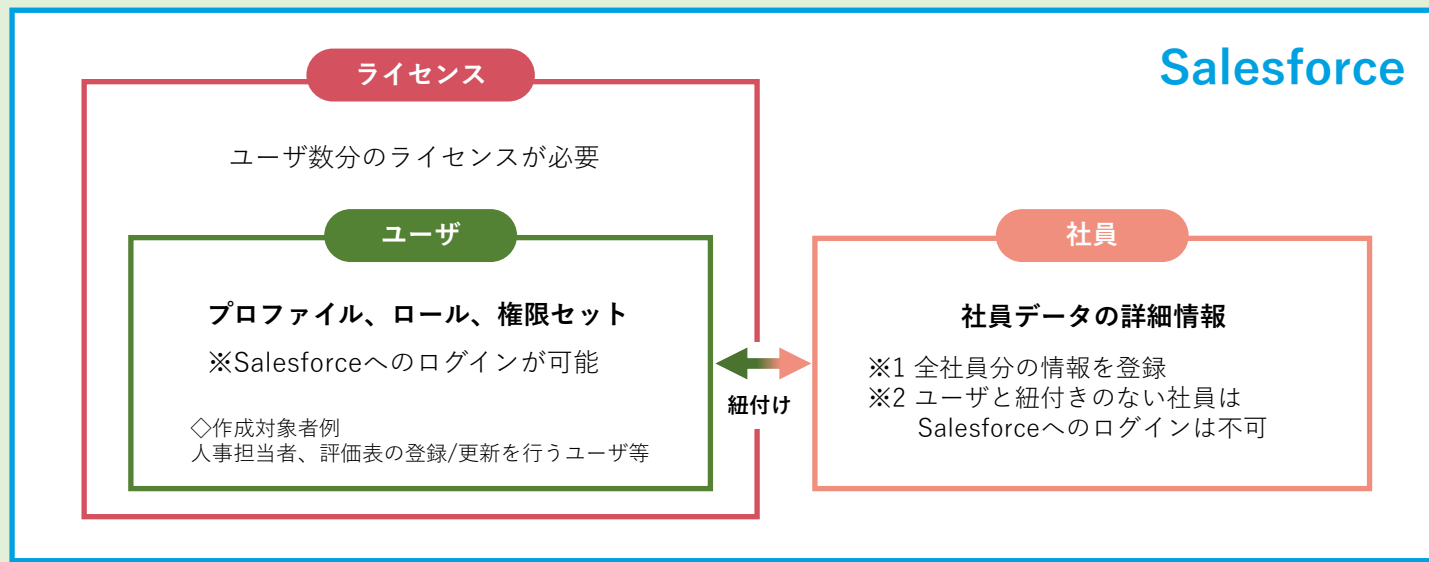 Salesforce
ライセンス
ユーザ数分のライセンスが必要
ユーザ
プロファイル、ロール、権限セット
※Salesforceへのログインが可能
◇作成対象者例
人事担当者、評価表の登録/更新を行うユーザ等
紐付け
社員
社員データの詳細情報
※1 全社員分の情報を登録
※2 ユーザと紐付きのない社員は
Salesforceへのログインは不可